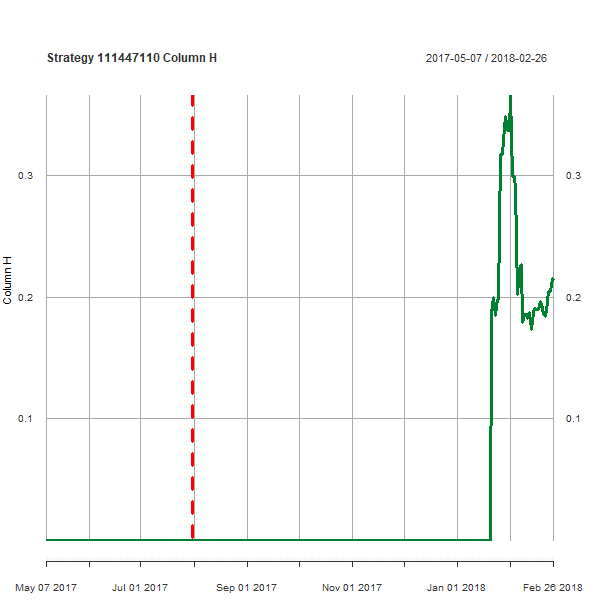 Strategy 111447110 Column H 2017-05-07 / 2018-02-26
0.3 0.3
Column H
0.2 0.2
0.1 0.1
May 07 2017 Jul 01 2017 Sep 01 2017 Nov 01 2017 Jan 01 2018 Feb 26 2018